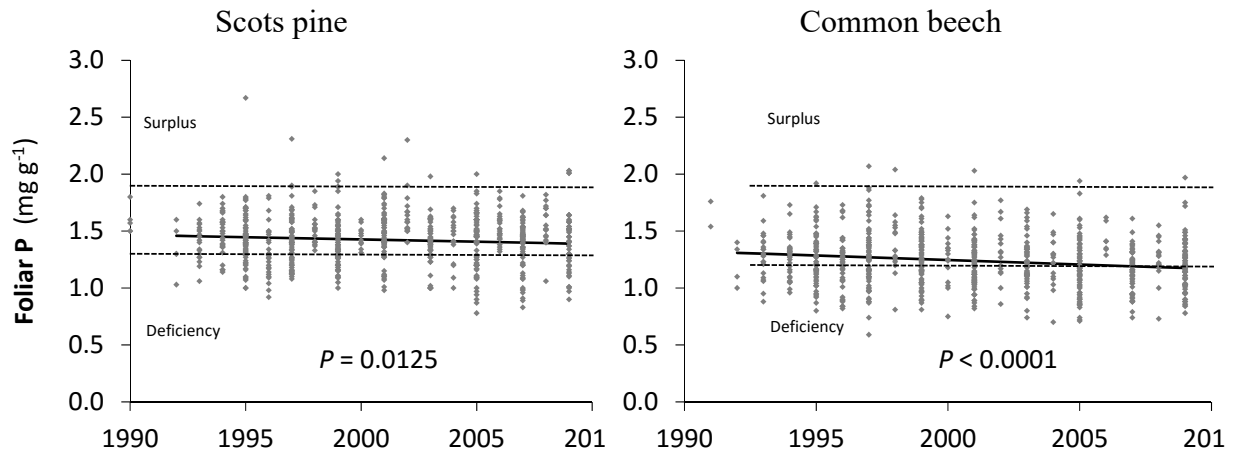 Scots pine
Common beech
Foliar P (mg g-1)
3.0
2.5
2.0
1.5
1.0
0.5
0.0
Surplus
Deficiency
P = 0.0125
1990
1995
2000
2005
201
3.0
2.5
2.0
1.5
1.0
0.5
0.0
Surplus
Deficiency
P < 0.0001
1990
1995
2000
2005
201